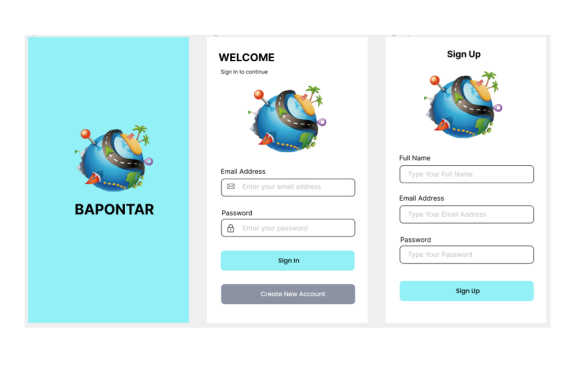 BAPONTAR
WELCOME
Sign In to continue
Email Address
Enter your email address
Password
Enter your password
Sign In
Create New Account
Sign Up
Full Name
Type Your Full Name
Email Address
Type Your Email Address
Password
Type Your Password
Sign Up